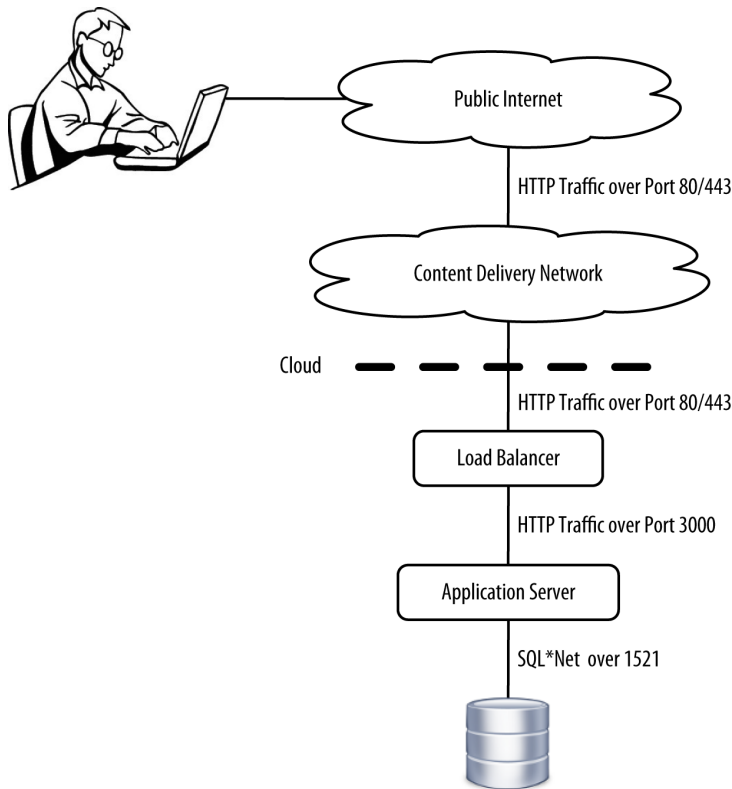 Public Internet
HTTP Traffic over Port 80/443
Content Delivery Network
Cloud
HTTP Traffic over Port 80/443
Load Balancer
HTTP Traffic over Port 3000
Application Server
SQL*Net over 1521